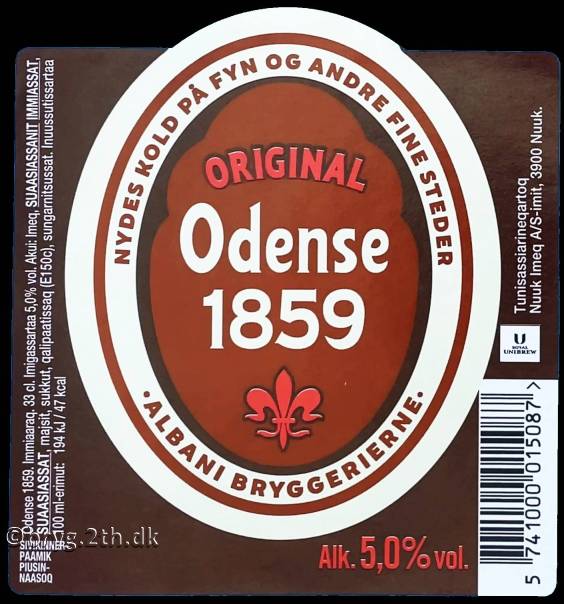 NYDES KOLD PÅ FYN OG ANDRE FINE STEDER
ORIGINAL
Odense
1859
·ALBANI BRYGGERIERNE·
Alk. 5,0% vol.
Odense 1859. Immiaaraq. 33 cl. Imigassartaa 5,0% vol. Akui: Imeq, SUAASIASSANIT IMMIASSAT,
SUAASIASSAT, majsit, sukkut, qalipaatissaq (E150c), sungarniitsussat. Inuussutissartaa
100 ml-erimut: 194 kJ / 47 kcal
PAAMIK
PIUSIN-
NAASOQ
Tunisassiarineqartoq
Nuuk Imeq A/S-imit, 3900 Nuuk.
U
ROYAL
UNIBREW
5 741000 015087 >
©bryg.2th.dk